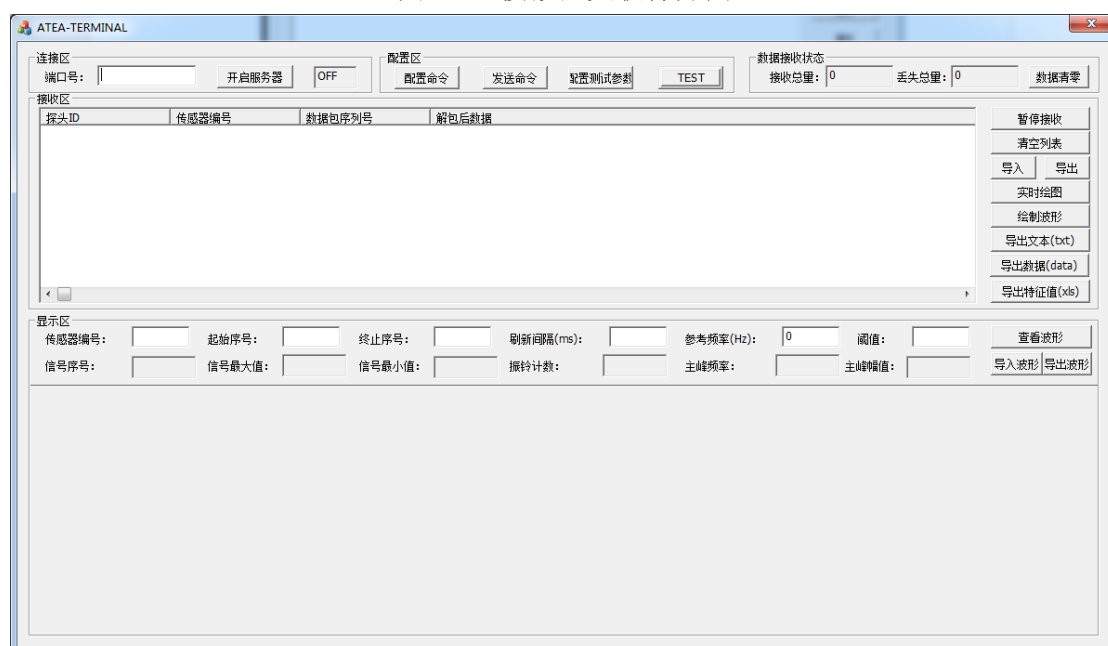 ATEA-TERMINAL
连接区
端口号： 开启服务器 OFF
配置区
配置命令 发送命令 配置测试参数 TEST
数据接收状态
接收总量： 0 丢失总量： 0 数据清零
接收区
探头ID 传感器编号 数据包序列号 解包后数据
暂停接收
清空列表
导入 导出
实时绘图
绘制波形
导出文本(txt)
导出数据(data)
导出特征值(xls)
显示区
传感器编号： 起始序号： 终止序号： 刷新间隔(ms)： 参考频率(Hz)： 0 阈值： 查看波形
信号序号： 信号最大值： 信号最小值： 振铃计数： 主峰频率： 主峰幅值： 导入波形 导出波形